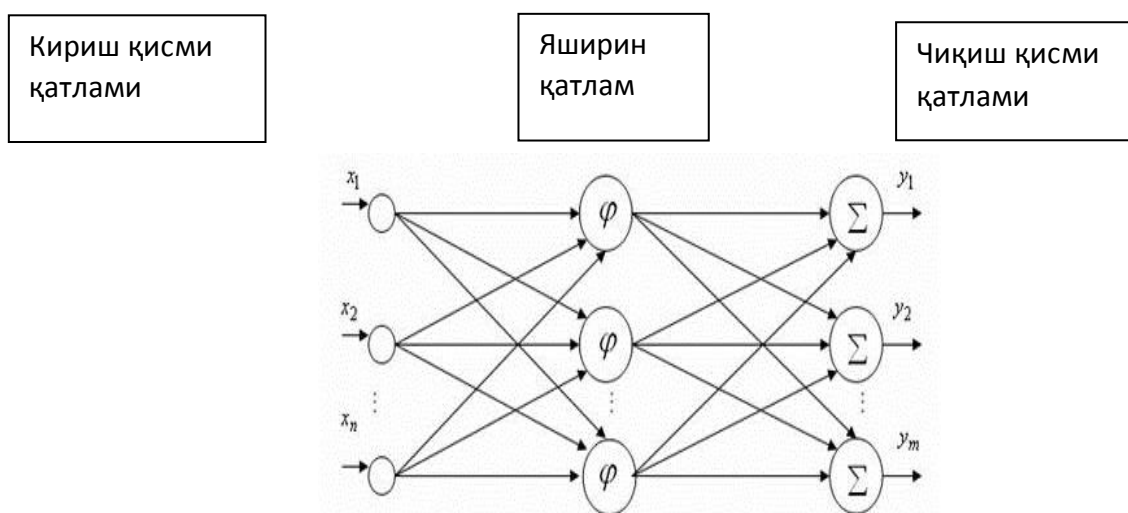 Кириш қисми
қатлами
Яширин
қатлам
Чиқиш қисми
қатлами
x₁ φ Σ y₁
x₂ φ Σ y₂
⋮ ⋮ ⋮
xₙ φ Σ yₘ